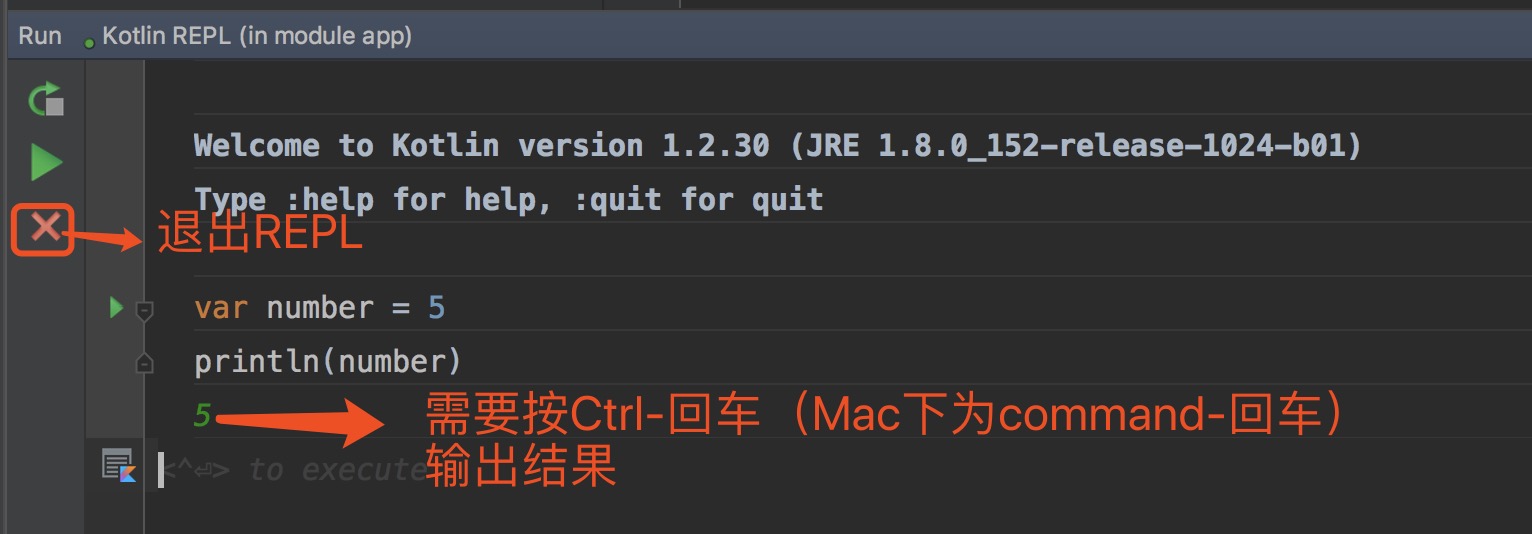 Run Kotlin REPL (in module app)
Welcome to Kotlin version 1.2.30 (JRE 1.8.0_152-release-1024-b01)
Type :help for help, :quit for quit
退出REPL
var number = 5
println(number)
5
需要按Ctrl-回车（Mac下为command-回车）
输出结果
<^⏎> to execute